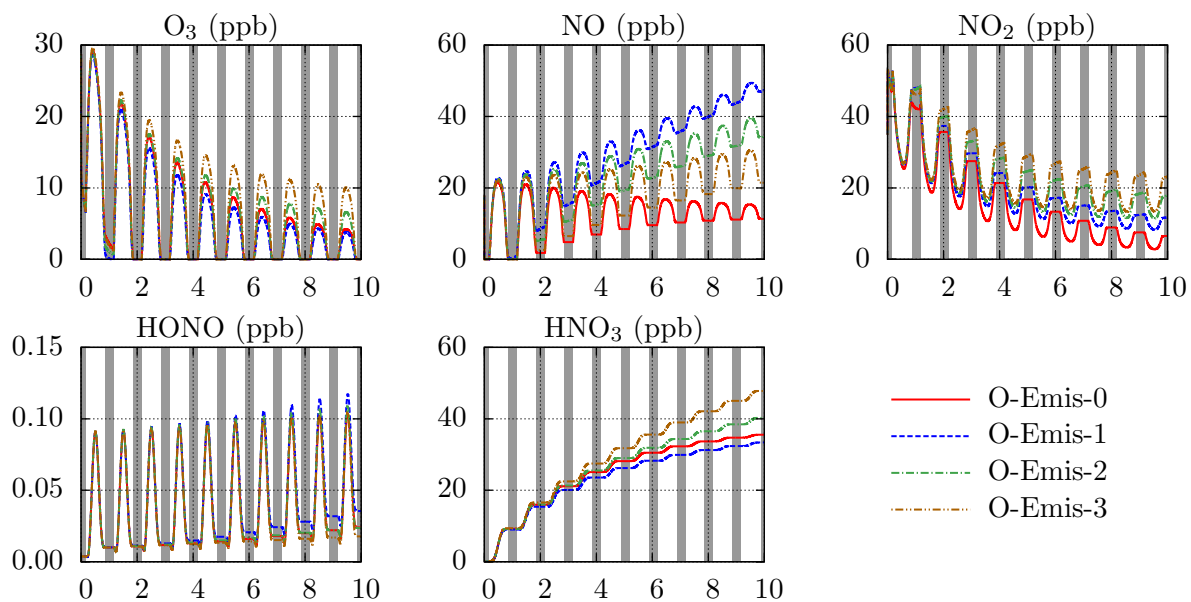 O₃ (ppb) NO (ppb) NO₂ (ppb)
30 60 60
20 40 40
10 20 20
0 0 0
0 2 4 6 8 10 0 2 4 6 8 10 0 2 4 6 8 10
HONO (ppb) HNO₃ (ppb)
0.15 60
0.10 40
0.05 20
0.00 0
0 2 4 6 8 10 0 2 4 6 8 10
O-Emis-0
O-Emis-1
O-Emis-2
O-Emis-3